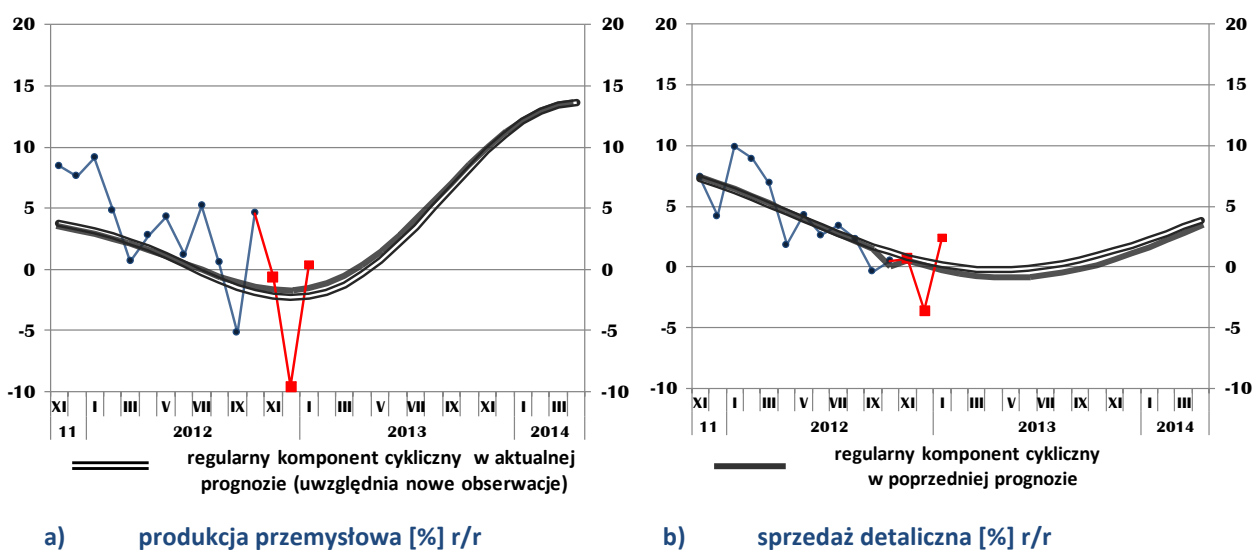 20 20 20 20
15 15 15 15
10 10 10 10
5 5 5 5
0 0 0 0
-5 -5 -5 -5
-10 -10 -10 -10
XI I III V VII IX XI I III V VII IX XI I III
11 2012 2013 2014
XI I III V VII IX XI I III V VII IX XI I III
11 2012 2013 2014
regularny komponent cykliczny w aktualnej
prognozie (uwzględnia nowe obserwacje)
regularny komponent cykliczny
w poprzedniej prognozie
a) produkcja przemysłowa [%] r/r
b) sprzedaż detaliczna [%] r/r